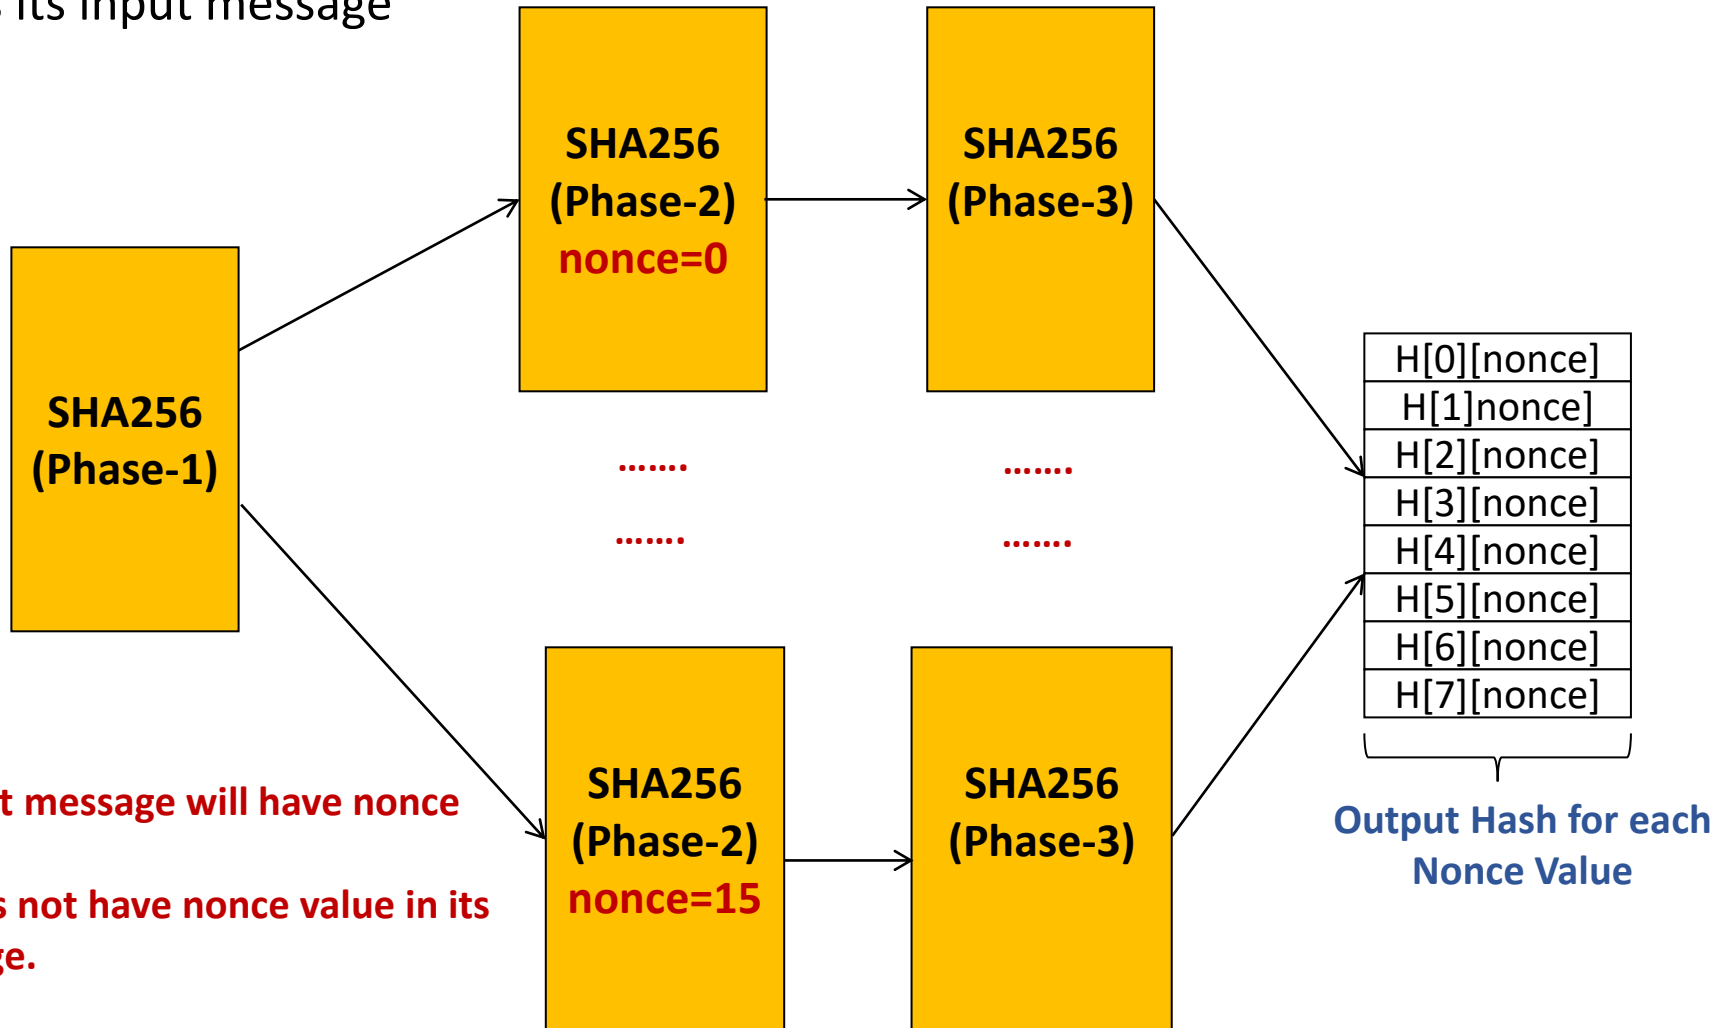 its input message
SHA256
(Phase-1)
SHA256
(Phase-2)
nonce=0
SHA256
(Phase-3)
.......
.......
.......
.......
SHA256
(Phase-2)
nonce=15
SHA256
(Phase-3)
H[0][nonce]
H[1]nonce]
H[2][nonce]
H[3][nonce]
H[4][nonce]
H[5][nonce]
H[6][nonce]
H[7][nonce]
Output Hash for each
Nonce Value
message will have nonce
not have nonce value in its